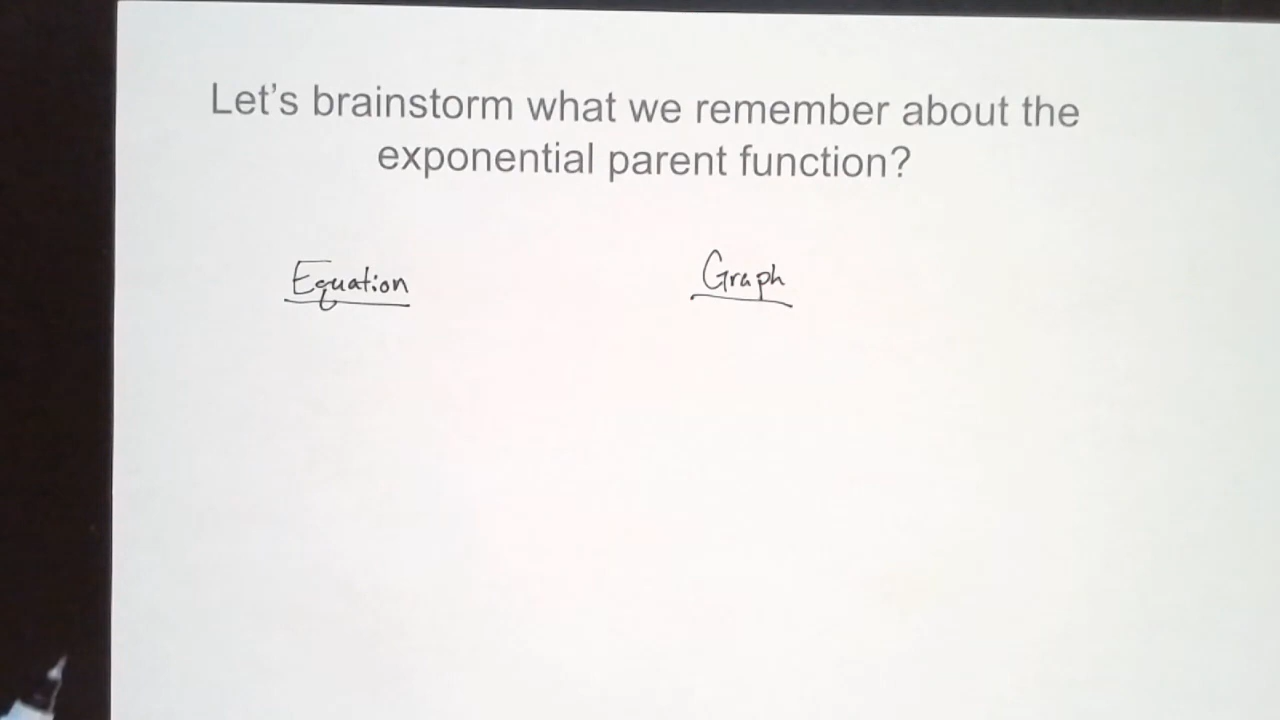 Let's brainstorm what we remember about the
exponential parent function?
Equation
Graph